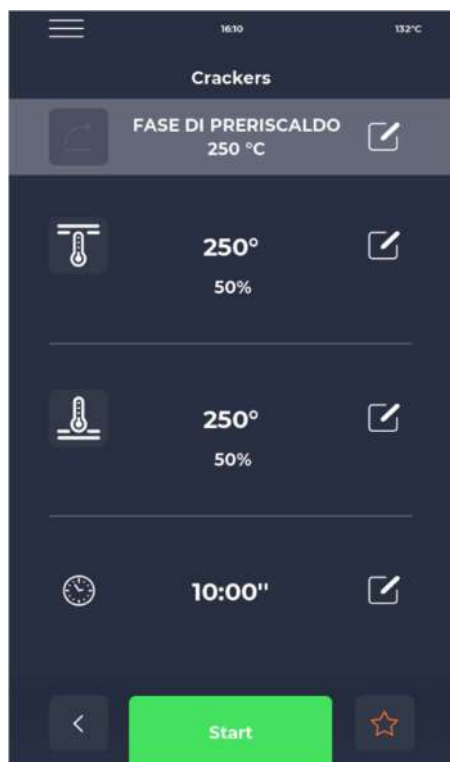 16:10
132°C
Crackers
FASE DI PRERISCALDO
250 °C
250°
50%
250°
50%
10:00"
Start